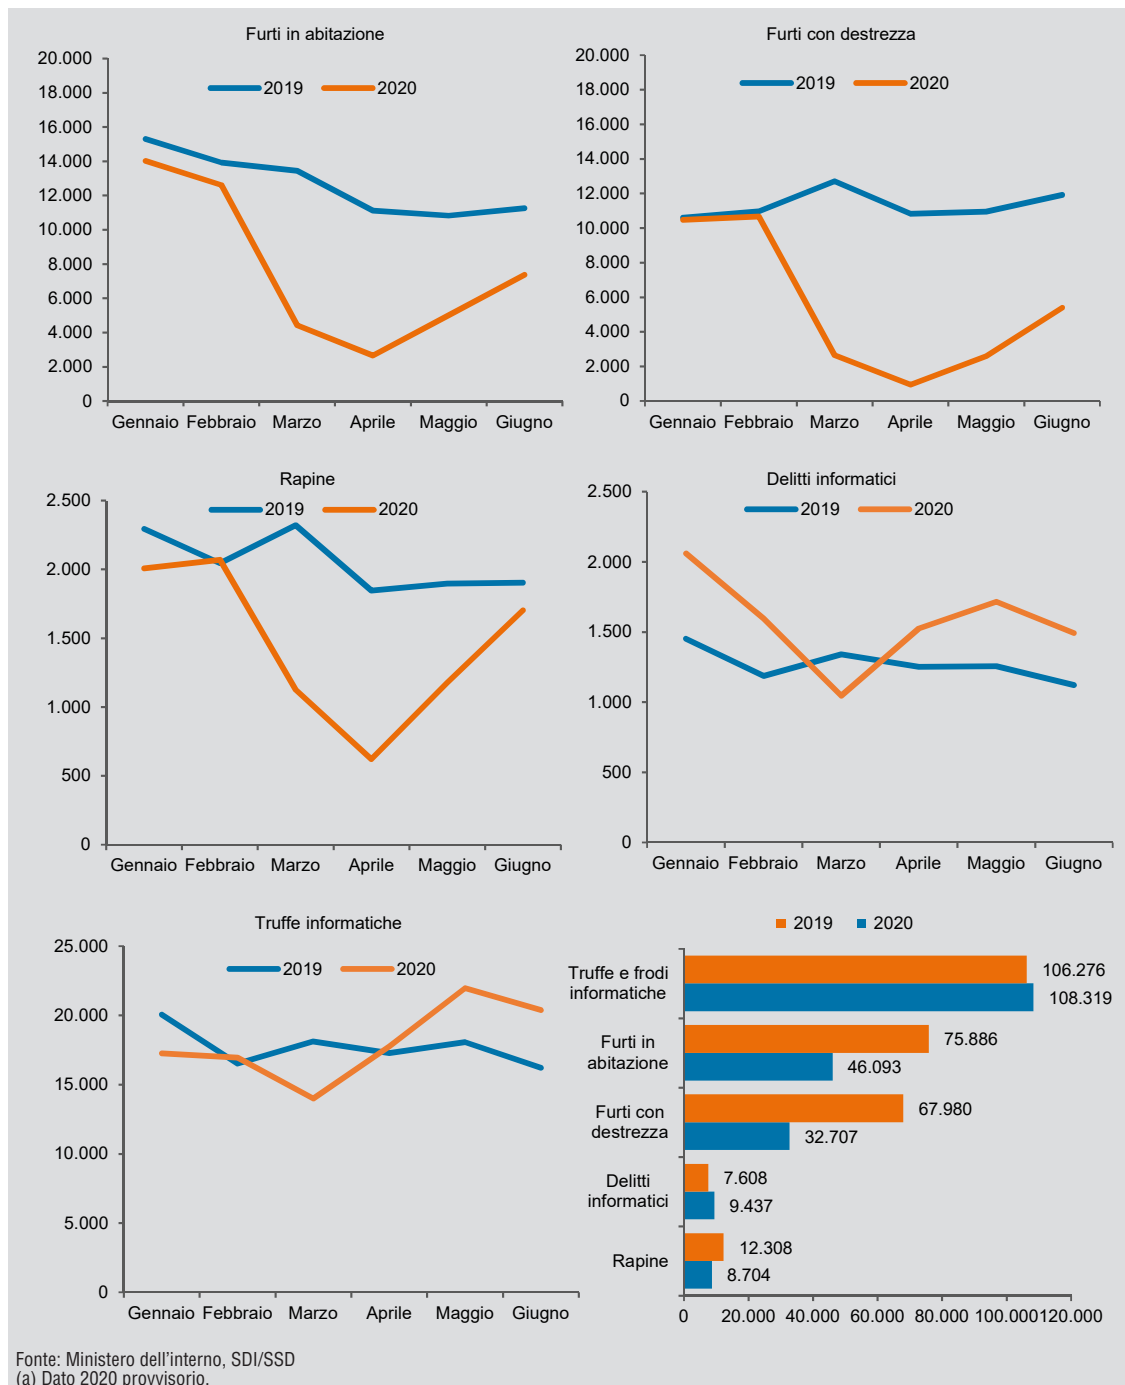 Furti in abitazione
20.000
18.000
16.000
14.000
12.000
10.000
8.000
6.000
4.000
2.000
0
2019 2020
Gennaio Febbraio Marzo Aprile Maggio Giugno
Furti con destrezza
20.000
18.000
16.000
14.000
12.000
10.000
8.000
6.000
4.000
2.000
0
2019 2020
Gennaio Febbraio Marzo Aprile Maggio Giugno
Rapine
2.500
2.000
1.500
1.000
500
0
2019 2020
Gennaio Febbraio Marzo Aprile Maggio Giugno
Delitti informatici
2.500
2.000
1.500
1.000
500
0
2019 2020
Gennaio Febbraio Marzo Aprile Maggio Giugno
Truffe informatiche
25.000
20.000
15.000
10.000
5.000
0
2019 2020
Gennaio Febbraio Marzo Aprile Maggio Giugno
2019 2020
Truffe e frodi
informatiche
106.276
108.319
Furti in
abitazione
75.886
46.093
Furti con
destrezza
67.980
32.707
Delitti
informatici
7.608
9.437
Rapine
12.308
8.704
0 20.000 40.000 60.000 80.000 100.000 120.000
Fonte: Ministero dell'interno, SDI/SSD
(a) Dato 2020 provvisorio.